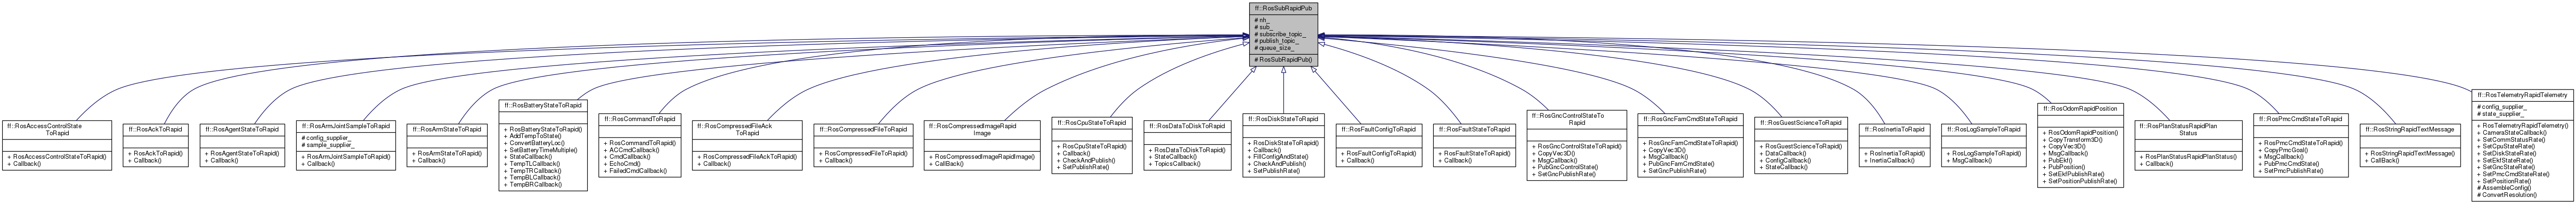 ff::RosSubRapidPub
# nh_
# sub_
# subscribe_topic_
# publish_topic_
# queue_size_
# RosSubRapidPub()
ff::RosAccessControlState
ToRapid
+ RosAccessControlStateToRapid()
+ Callback()
ff::RosAckToRapid
+ RosAckToRapid()
+ Callback()
ff::RosAgentStateToRapid
+ RosAgentStateToRapid()
+ Callback()
ff::RosArmJointSampleToRapid
# config_supplier_
# sample_supplier_
+ RosArmJointSampleToRapid()
+ Callback()
ff::RosArmStateToRapid
+ RosArmStateToRapid()
+ Callback()
ff::RosBatteryStateToRapid
+ RosBatteryStateToRapid()
+ AddTempToState()
+ ConvertBatteryLoc()
+ SetBatteryTimeMultiple()
+ StateCallback()
+ TempTLCallback()
+ TempTRCallback()
+ TempBLCallback()
+ TempBRCallback()
ff::RosCommandToRapid
+ RosCommandToRapid()
+ ACCmdCallback()
+ CmdCallback()
+ EchoCmd()
+ FailedCmdCallback()
ff::RosCompressedFileAck
ToRapid
+ RosCompressedFileAckToRapid()
+ Callback()
ff::RosCompressedFileToRapid
+ RosCompressedFileToRapid()
+ Callback()
ff::RosCompressedImageRapid
Image
+ RosCompressedImageRapidImage()
+ CallBack()
ff::RosCpuStateToRapid
+ RosCpuStateToRapid()
+ Callback()
+ CheckAndPublish()
+ SetPublishRate()
ff::RosDataToDiskToRapid
+ RosDataToDiskToRapid()
+ StateCallback()
+ TopicsCallback()
ff::RosDiskStateToRapid
+ RosDiskStateToRapid()
+ Callback()
+ FillConfigAndState()
+ CheckAndPublish()
+ SetPublishRate()
ff::RosFaultConfigToRapid
+ RosFaultConfigToRapid()
+ Callback()
ff::RosFaultStateToRapid
+ RosFaultStateToRapid()
+ Callback()
ff::RosGncControlStateTo
Rapid
+ RosGncControlStateToRapid()
+ CopyVec3D()
+ MsgCallback()
+ PubGncControlState()
+ SetGncPublishRate()
ff::RosGncFamCmdStateToRapid
+ RosGncFamCmdStateToRapid()
+ CopyVec3D()
+ MsgCallback()
+ PubGncFamCmdState()
+ SetGncPublishRate()
ff::RosGuestScienceToRapid
+ RosGuestScienceToRapid()
+ DataCallback()
+ ConfigCallback()
+ StateCallback()
ff::RosInertiaToRapid
+ RosInertiaToRapid()
+ InertiaCallback()
ff::RosLogSampleToRapid
+ RosLogSampleToRapid()
+ MsgCallback()
ff::RosOdomRapidPosition
+ RosOdomRapidPosition()
+ CopyTransform3D()
+ CopyVec3D()
+ MsgCallback()
+ PubEkf()
+ PubPosition()
+ SetEkfPublishRate()
+ SetPositionPublishRate()
ff::RosPlanStatusRapidPlan
Status
+ RosPlanStatusRapidPlanStatus()
+ Callback()
ff::RosPmcCmdStateToRapid
+ RosPmcCmdStateToRapid()
+ CopyPmcGoal()
+ MsgCallback()
+ PubPmcCmdState()
+ SetPmcPublishRate()
ff::RosStringRapidTextMessage
+ RosStringRapidTextMessage()
+ CallBack()
ff::RosTelemetryRapidTelemetry
# config_supplier_
# state_supplier_
+ RosTelemetryRapidTelemetry()
+ CameraStateCallback()
+ SetCommStatusRate()
+ SetCpuStateRate()
+ SetDiskStateRate()
+ SetEkfStateRate()
+ SetGncStateRate()
+ SetPmcCmdStateRate()
+ SetPositionRate()
# AssembleConfig()
# ConvertResolution()